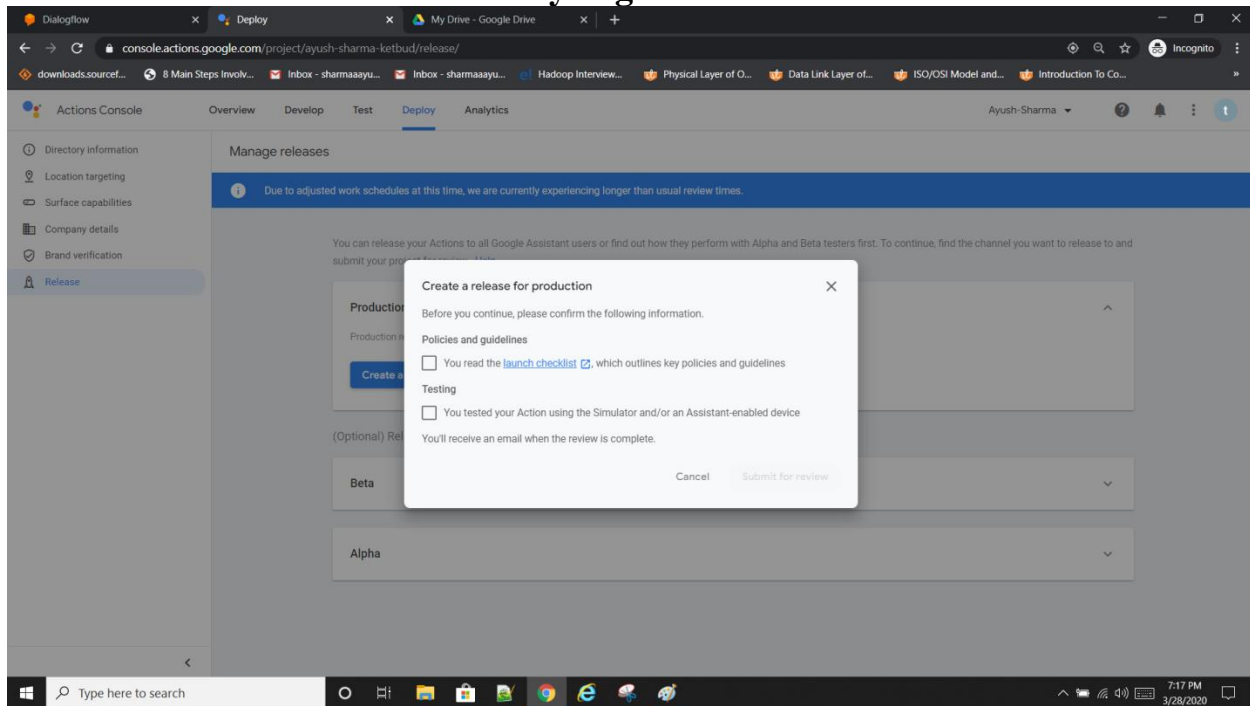 Dialogflow
Deploy
My Drive - Google Drive
console.actions.google.com/project/ayush-sharma-ketbud/release/
Incognito
downloads.sourcef...
8 Main Steps Involv...
Inbox - sharmaaayu...
Inbox - sharmaaayu...
Hadoop Interview...
Physical Layer of O...
Data Link Layer of...
ISO/OSI Model and...
Introduction To Co...
»
Actions Console
Overview
Develop
Test
Deploy
Analytics
Ayush-Sharma
t
Directory information
Location targeting
Surface capabilities
Company details
Brand verification
Release
Manage releases
Due to adjusted work schedules at this time, we are currently experiencing longer than usual review times.
You can release your Actions to all Google Assistant users or find out how they perform with Alpha and Beta testers first. To continue, find the channel you want to release to and
submit your
Production
Production
Create a
(Optional) Rel
Beta
Alpha
Create a release for production
Before you continue, please confirm the following information.
Policies and guidelines
You read the launch checklist, which outlines key policies and guidelines
Testing
You tested your Action using the Simulator and/or an Assistant-enabled device
You'll receive an email when the review is complete.
Cancel
Submit for review
Type here to search
7:17 PM
3/28/2020